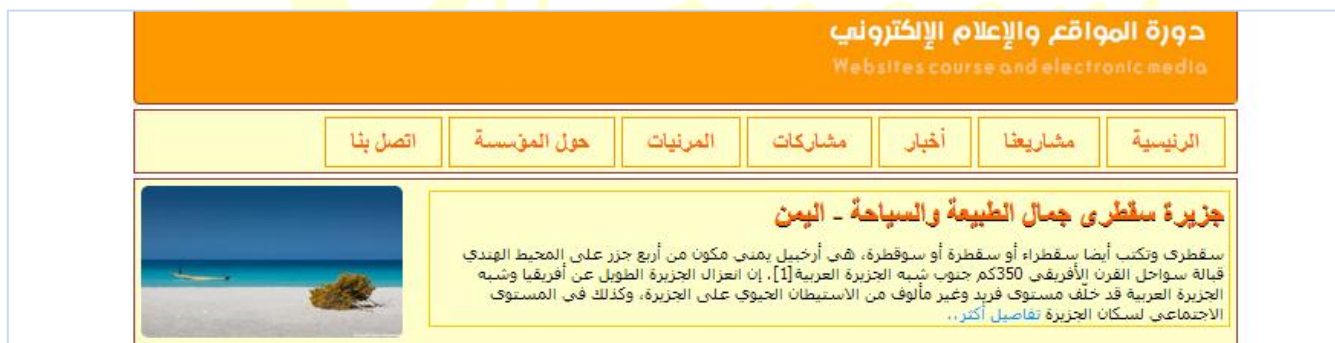 دورة المواقع والإعلام الإلكتروني
Websites course and electronic media
الرئيسية مشاريعنا أخبار مشاركات المرئيات حول المؤسسة اتصل بنا
جزيرة سقطرى جمال الطبيعة والسياحة - اليمن
سقطرى وتكتب أيضا سقطراء أو سقطرة أو سوقطرة، هي أرخبيل يمني مكون من أربع جزر على المحيط الهندي
قبالة سواحل القرن الأفريقي 350كم جنوب شبه الجزيرة العربية[1]. إن انعزال الجزيرة الطويل عن أفريقيا وشبه
الجزيرة العربية قد خلّف مستوى فريد وغير مألوف من الاستيطان الحيوي على الجزيرة، وكذلك في المستوى
الاجتماعي لسكان الجزيرة تفاصيل أكثر..